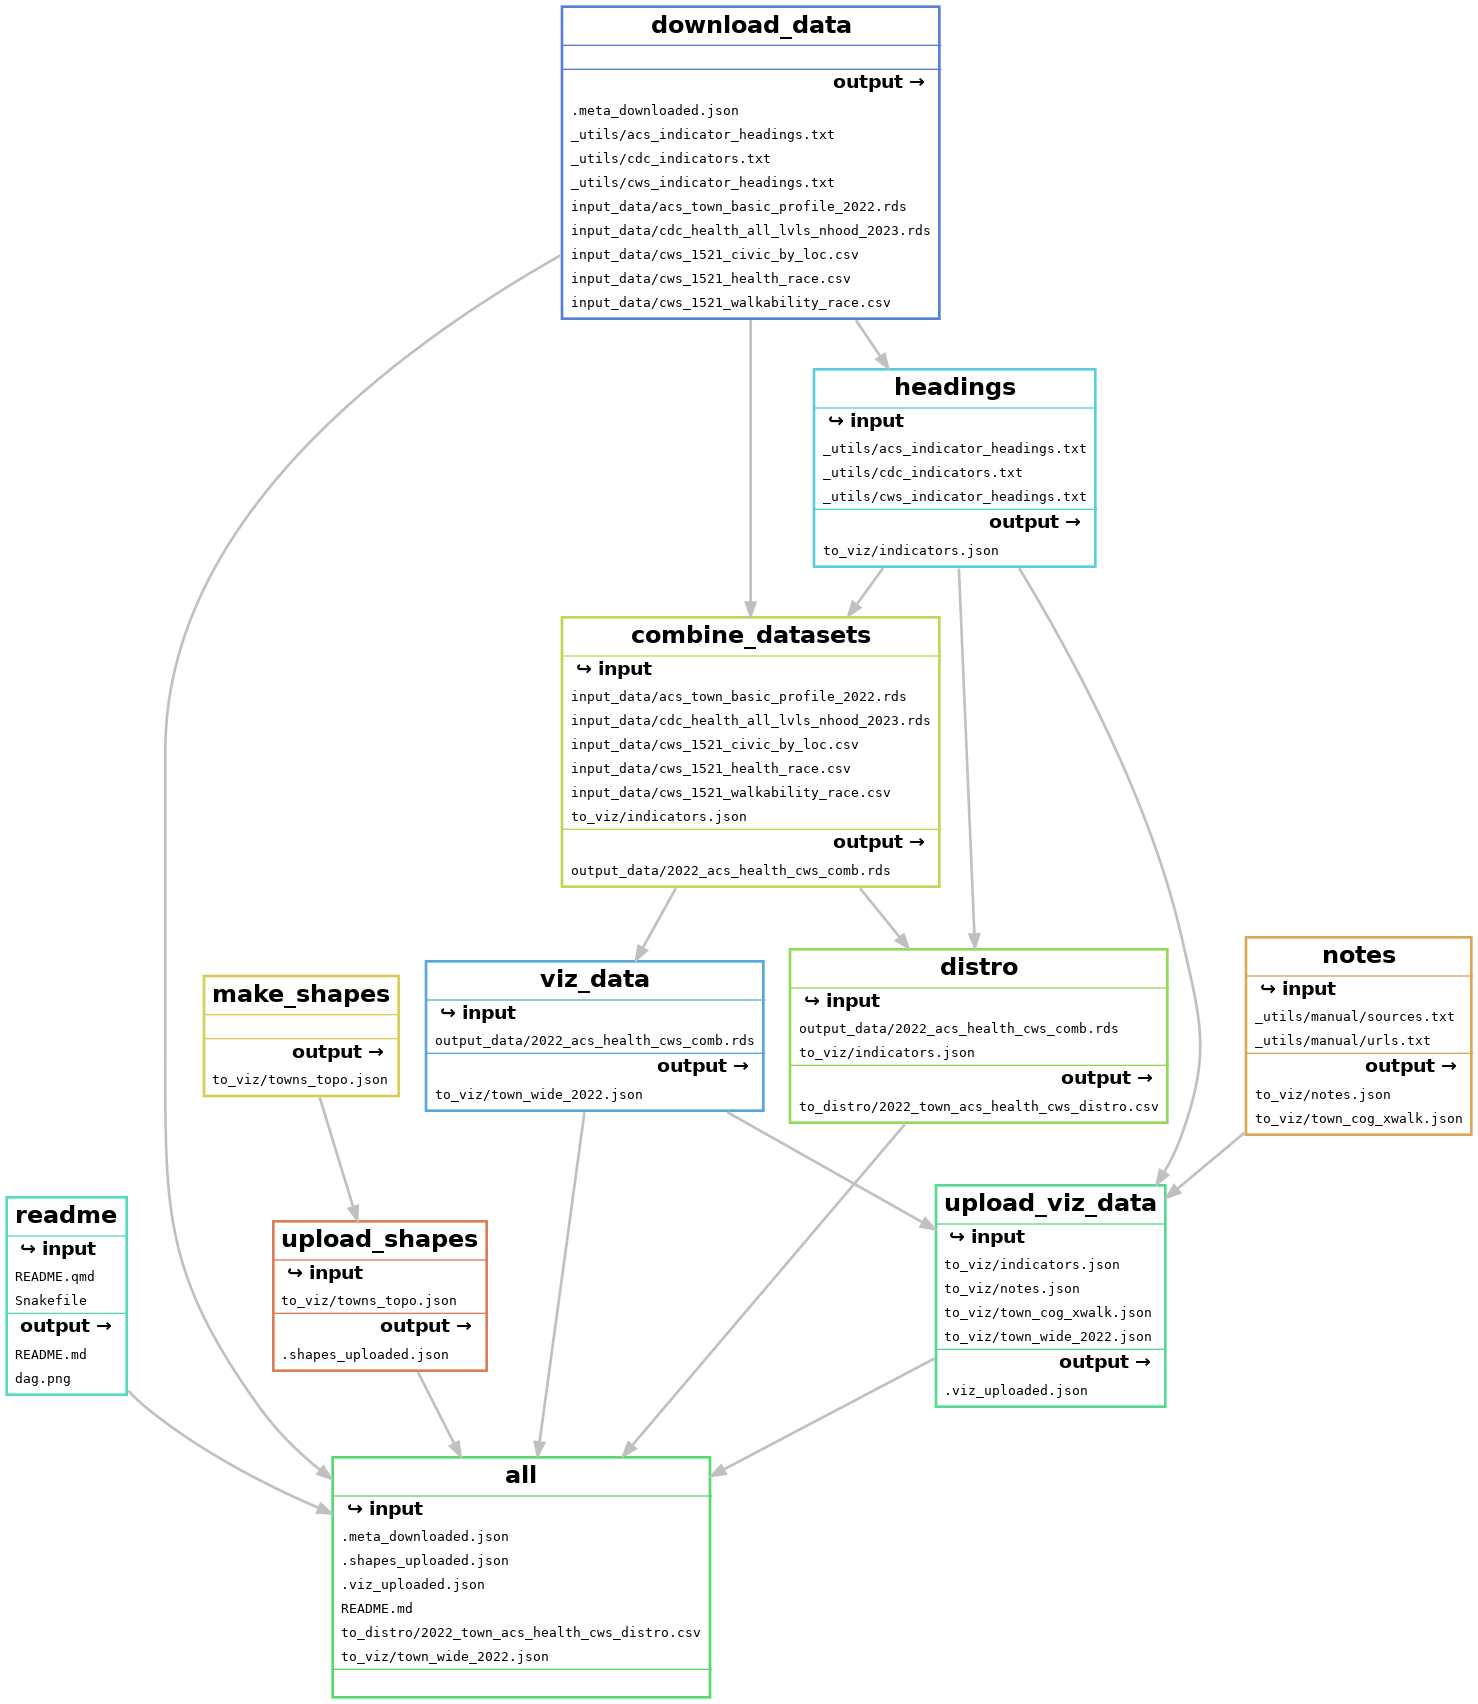 download_data
output →
.meta_downloaded.json
_utils/acs_indicator_headings.txt
_utils/cdc_indicators.txt
_utils/cws_indicator_headings.txt
input_data/acs_town_basic_profile_2022.rds
input_data/cdc_health_all_lvls_nhood_2023.rds
input_data/cws_1521_civic_by_loc.csv
input_data/cws_1521_health_race.csv
input_data/cws_1521_walkability_race.csv
headings
↪ input
_utils/acs_indicator_headings.txt
_utils/cdc_indicators.txt
_utils/cws_indicator_headings.txt
output →
to_viz/indicators.json
combine_datasets
↪ input
input_data/acs_town_basic_profile_2022.rds
input_data/cdc_health_all_lvls_nhood_2023.rds
input_data/cws_1521_civic_by_loc.csv
input_data/cws_1521_health_race.csv
input_data/cws_1521_walkability_race.csv
to_viz/indicators.json
output →
output_data/2022_acs_health_cws_comb.rds
make_shapes
output →
to_viz/towns_topo.json
viz_data
↪ input
output_data/2022_acs_health_cws_comb.rds
output →
to_viz/town_wide_2022.json
distro
↪ input
output_data/2022_acs_health_cws_comb.rds
to_viz/indicators.json
output →
to_distro/2022_town_acs_health_cws_distro.csv
notes
↪ input
_utils/manual/sources.txt
_utils/manual/urls.txt
output →
to_viz/notes.json
to_viz/town_cog_xwalk.json
readme
↪ input
README.qmd
Snakefile
output →
README.md
dag.png
upload_shapes
↪ input
to_viz/towns_topo.json
output →
.shapes_uploaded.json
upload_viz_data
↪ input
to_viz/indicators.json
to_viz/notes.json
to_viz/town_cog_xwalk.json
to_viz/town_wide_2022.json
output →
.viz_uploaded.json
all
↪ input
.meta_downloaded.json
.shapes_uploaded.json
.viz_uploaded.json
README.md
to_distro/2022_town_acs_health_cws_distro.csv
to_viz/town_wide_2022.json